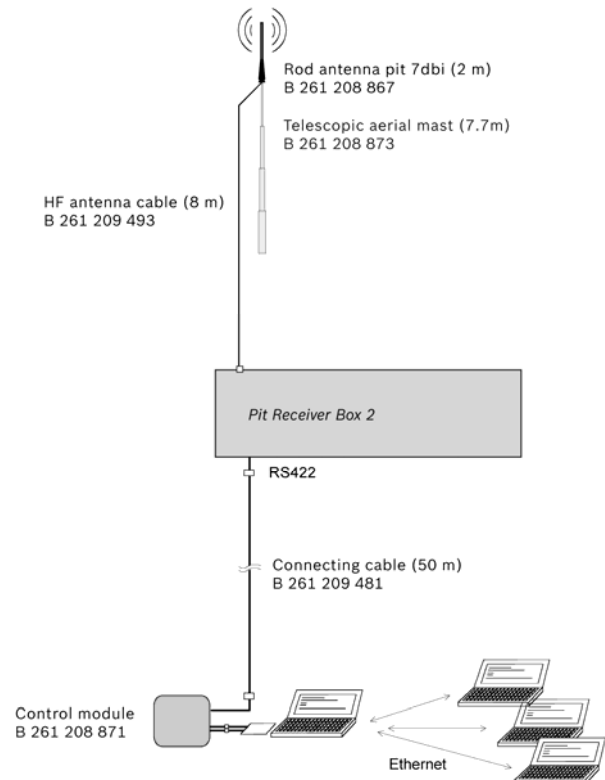 Rod antenna pit 7dbi (2 m)
B 261 208 867
Telescopic aerial mast (7.7m)
B 261 208 873
HF antenna cable (8 m)
B 261 209 493
Pit Receiver Box 2
RS422
Connecting cable (50 m)
B 261 209 481
Control module
B 261 208 871
Ethernet